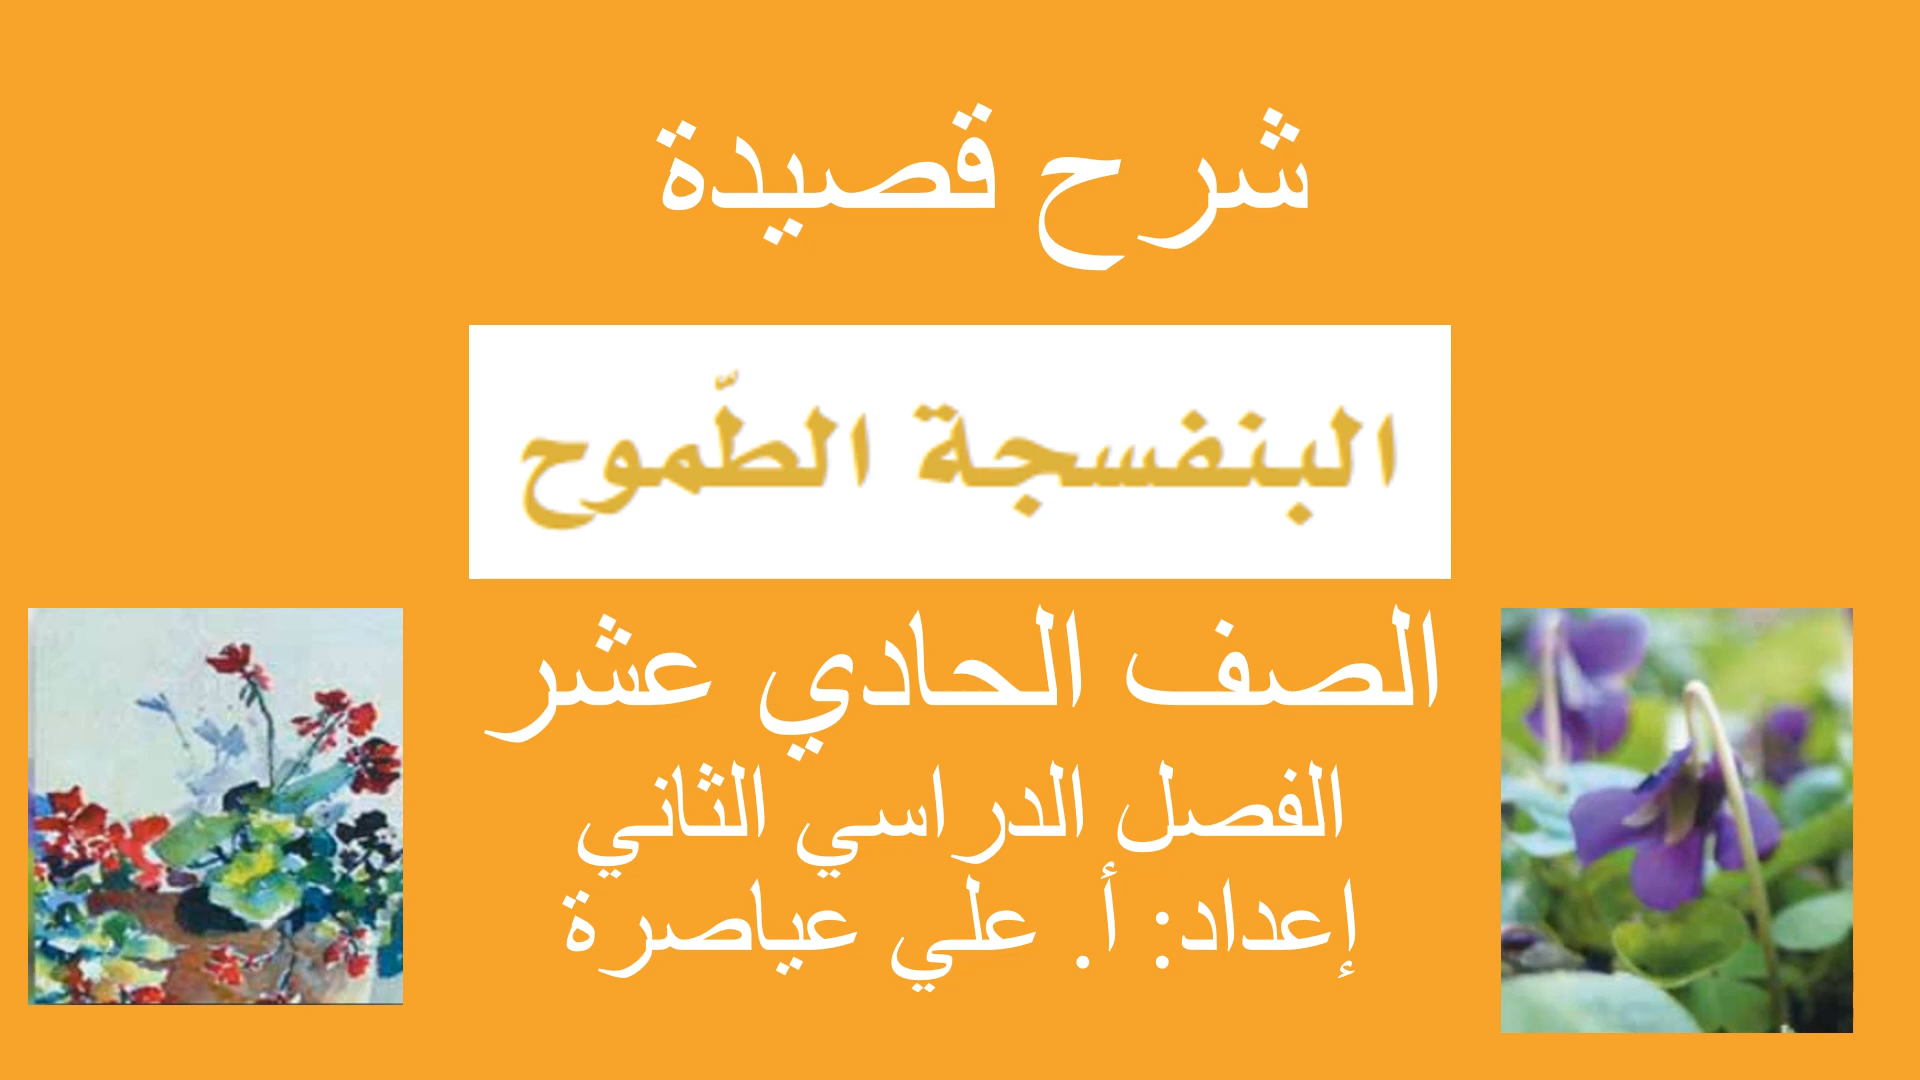 شرح قصيدة
البنفسجة الطّموح
الصف الحادي عشر
الفصل الدراسي الثاني
إعداد: أ. علي عياصرة